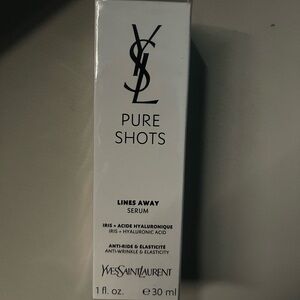 YSL
PURE
SHOTS
LINES AWAY
SERUM
IRIS + ACIDE HYALURONIQUE
IRIS + HYALURONIC ACID
ANTI-RIDE & ÉLASTICITÉ
ANTI-WRINKLE & ELASTICITY
YVESSAINTLAURENT
1 fl. oz. ℮ 30 ml